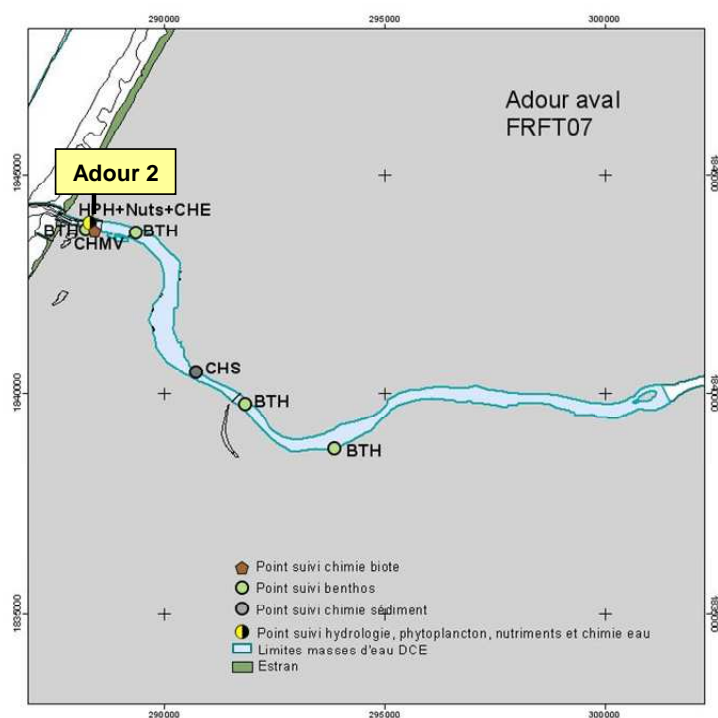 290000 295000 300000
Adour aval
FRFT07
1845000
Adour 2
HPH+Nuts+CHE
BTH BTH
CHMV
CHS
1840000
BTH
BTH
Point suivi chimie biote
Point suivi benthos
Point suivi chimie sédiment
1835000
Point suivi hydrologie, phytoplancton, nutriments et chimie eau
Limites masses d'eau DCE
Estran
290000 295000 300000